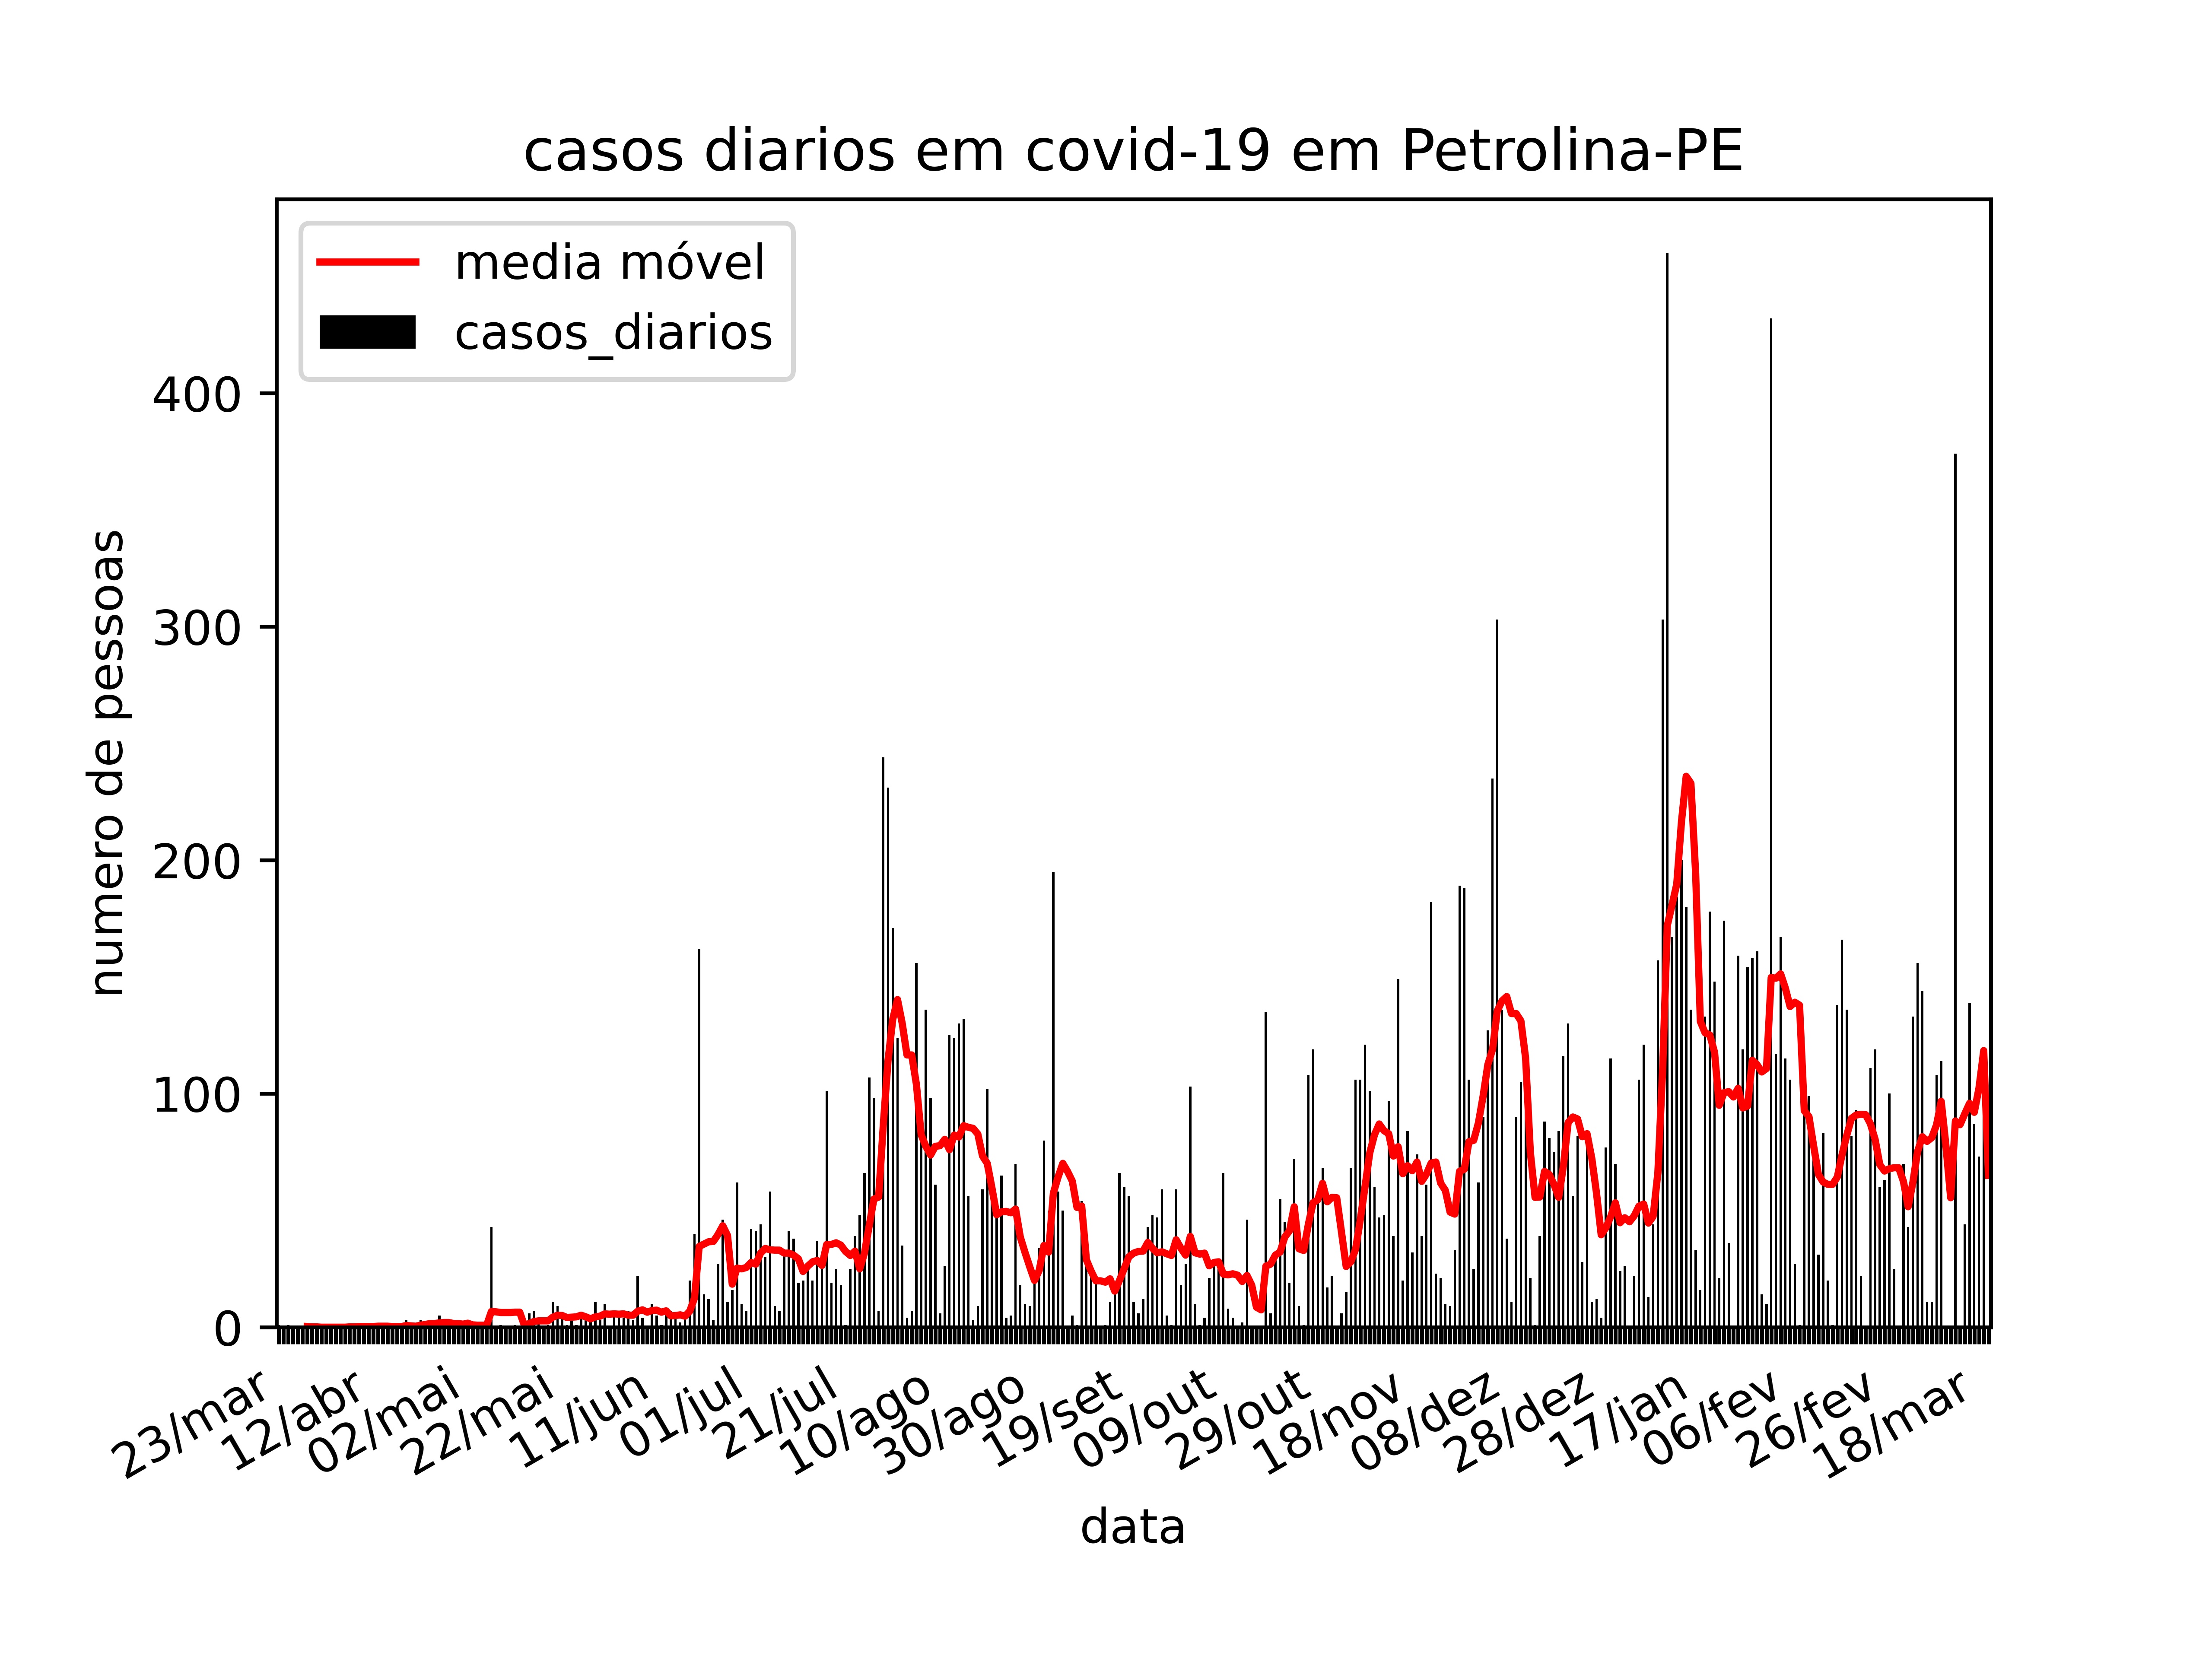 casos diarios em covid-19 em Petrolina-PE
media móvel
casos_diarios
numero de pessoas
400
300
200
100
0
23/mar
12/abr
02/mai
22/mai
11/jun
01/jul
21/jul
10/ago
30/ago
19/set
09/out
29/out
18/nov
08/dez
28/dez
17/jan
06/fev
26/fev
18/mar
data